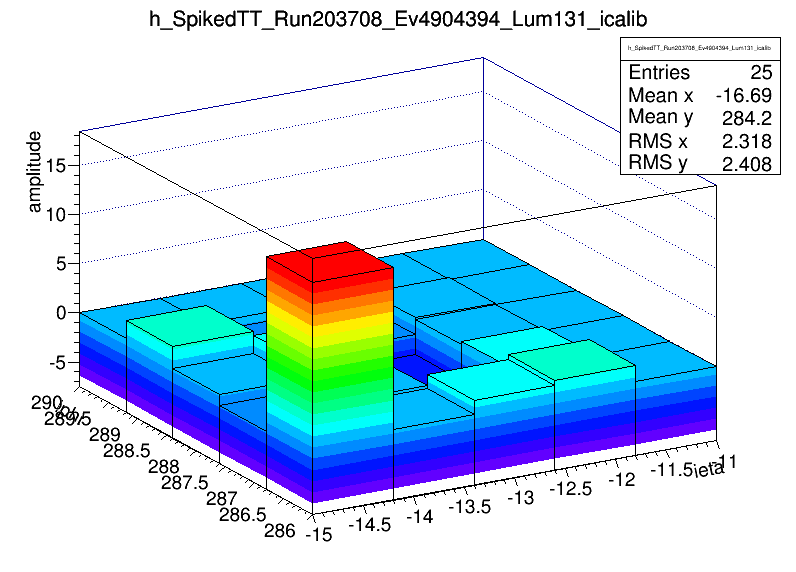 h_SpikedTT_Run203708_Ev4904394_Lum131_icalib
h_SpikedTT_Run203708_Ev4904394_Lum131_icalib
Entries 25
Mean x -16.69
Mean y 284.2
RMS x 2.318
RMS y 2.408
amplitude
15
10
5
0
-5
290
289.5
289
288.5
288
287.5
287
286.5
286
-15
-14.5
-14
-13.5
-13
-12.5
-12
-11.5
-11
ieta